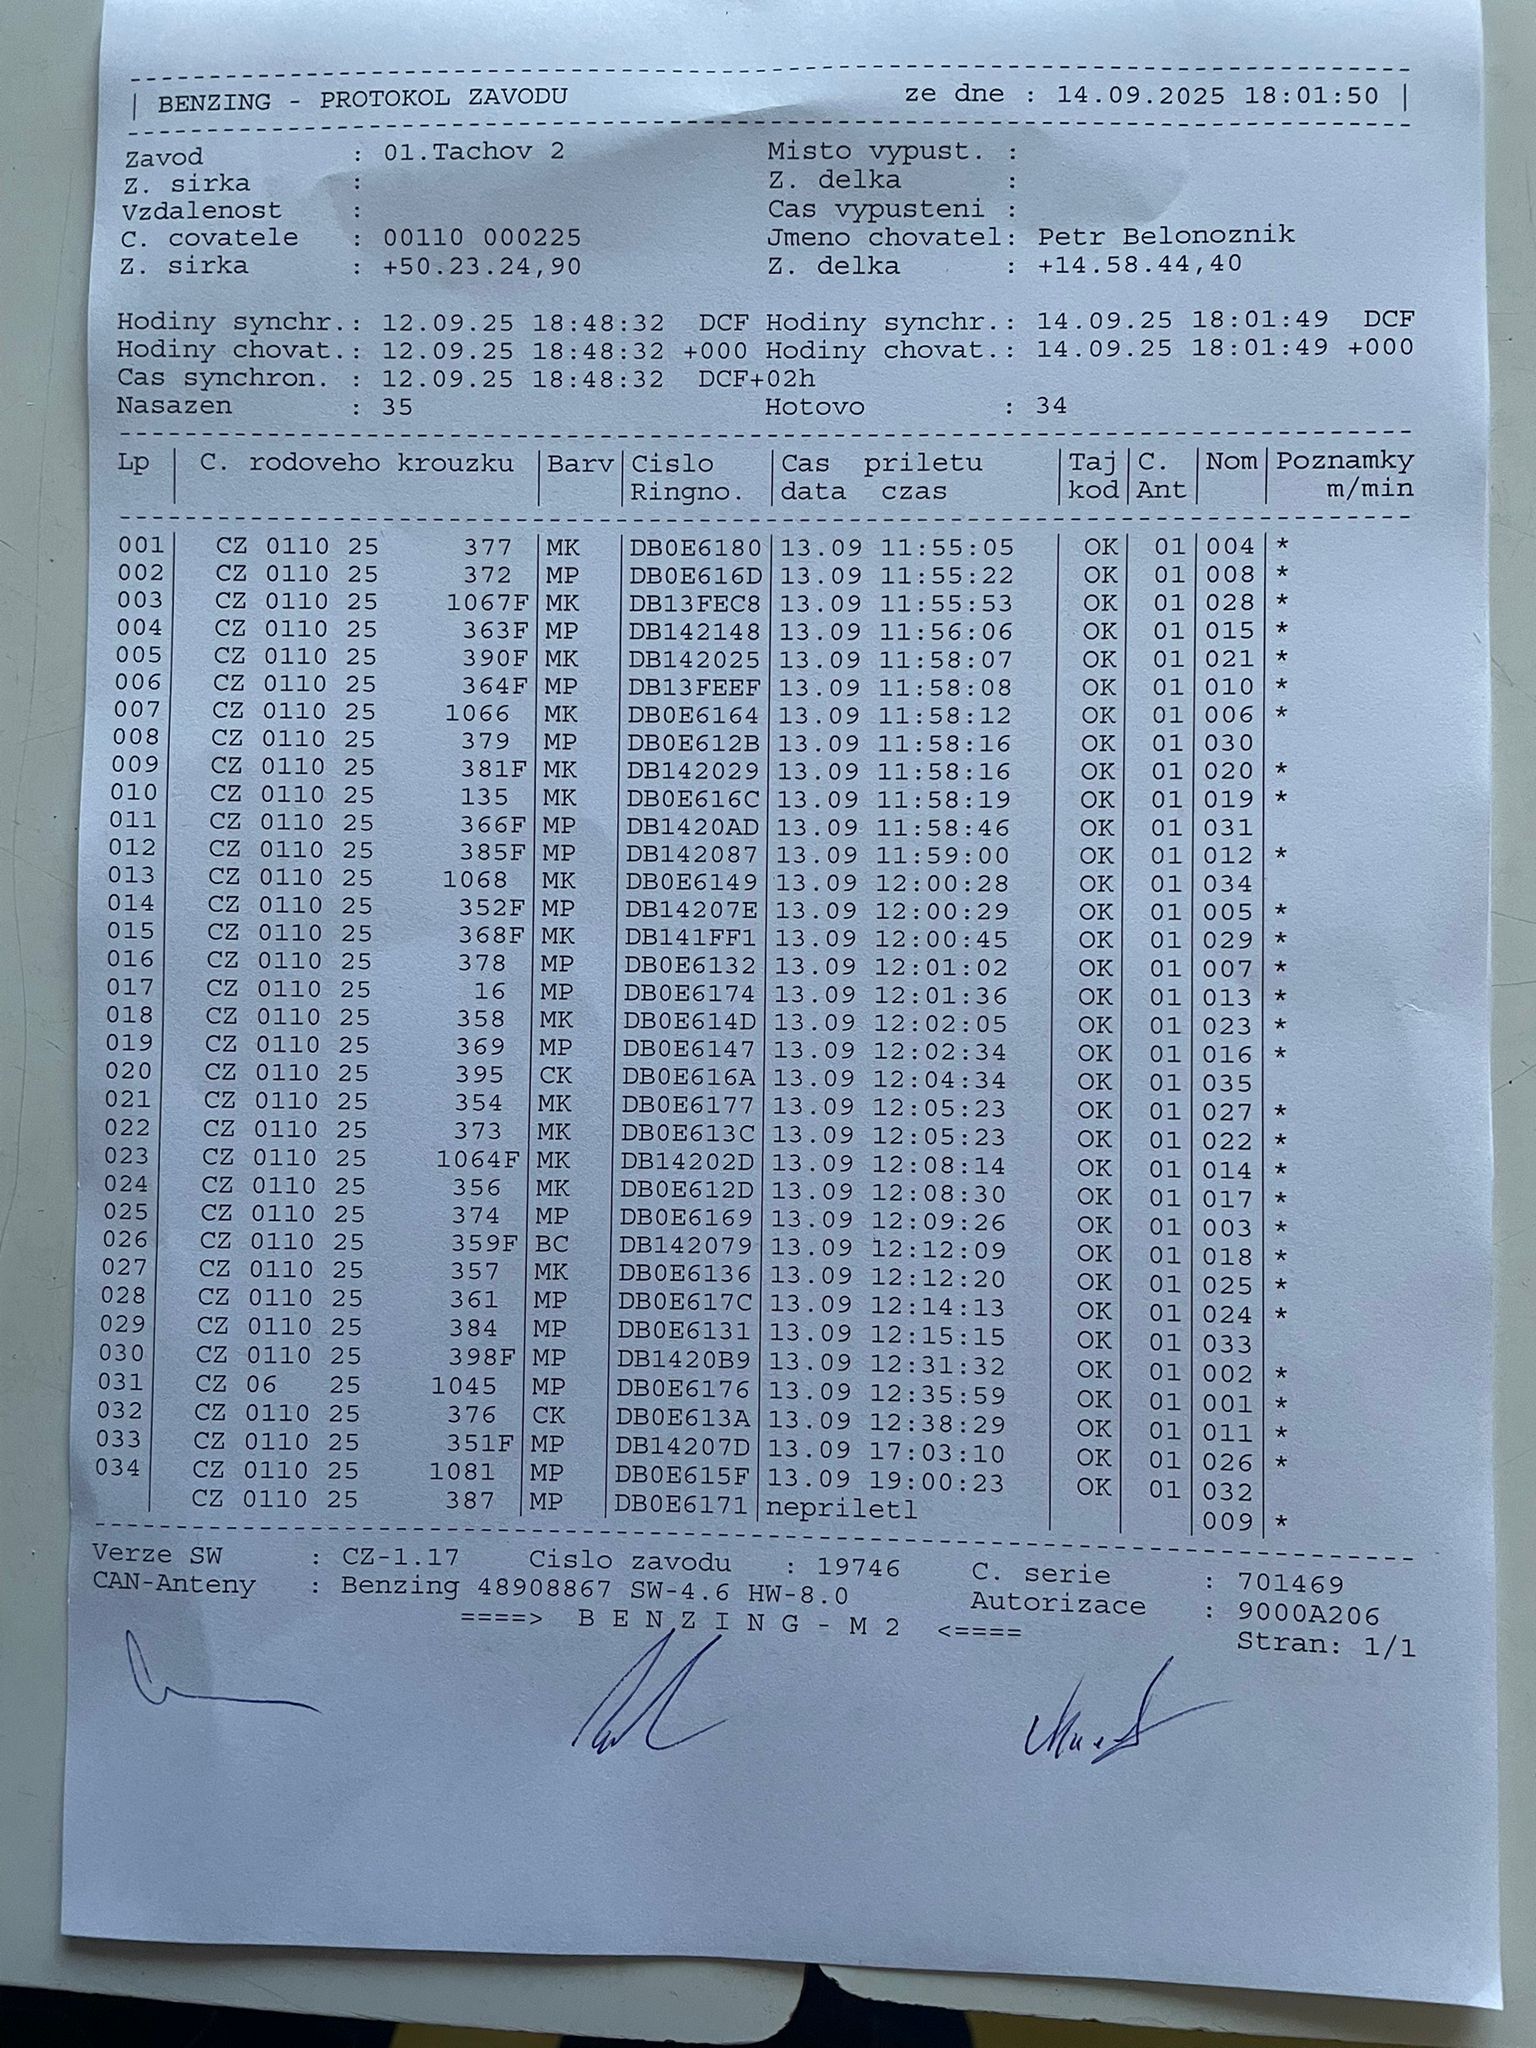 | BENZING - PROTOKOL ZAVODU ze dne : 14.09.2025 18:01:50 |
Zavod : 01.Tachov 2 Misto vypust. :
Z. sirka : Z. delka :
Vzdalenost : Cas vypusteni :
C. covatele : 00110 000225 Jmeno chovatel: Petr Belonoznik
Z. sirka : +50.23.24,90 Z. delka : +14.58.44,40
Hodiny synchr.: 12.09.25 18:48:32 DCF Hodiny synchr.: 14.09.25 18:01:49 DCF
Hodiny chovat.: 12.09.25 18:48:32 +000 Hodiny chovat.: 14.09.25 18:01:49 +000
Cas synchron. : 12.09.25 18:48:32 DCF+02h
Nasazen : 35 Hotovo : 34
Lp | C. rodoveho krouzku | Barv | Cislo | Cas priletu | Taj | C. | Nom | Poznamky
Ringno. | data czas | kod | Ant | m/min
001 | CZ 0110 25 377 | MK | DB0E6180 | 13.09 11:55:05 | OK | 01 | 004 | *
002 | CZ 0110 25 372 | MP | DB0E616D | 13.09 11:55:22 | OK | 01 | 008 | *
003 | CZ 0110 25 1067F | MK | DB13FEC8 | 13.09 11:55:53 | OK | 01 | 028 | *
004 | CZ 0110 25 363F | MP | DB142148 | 13.09 11:56:06 | OK | 01 | 015 | *
005 | CZ 0110 25 390F | MK | DB142025 | 13.09 11:58:07 | OK | 01 | 021 | *
006 | CZ 0110 25 364F | MP | DB13FEEF | 13.09 11:58:08 | OK | 01 | 010 | *
007 | CZ 0110 25 1066 | MK | DB0E6164 | 13.09 11:58:12 | OK | 01 | 006 | *
008 | CZ 0110 25 379 | MP | DB0E612B | 13.09 11:58:16 | OK | 01 | 030 |
009 | CZ 0110 25 381F | MK | DB142029 | 13.09 11:58:16 | OK | 01 | 020 | *
010 | CZ 0110 25 135 | MK | DB0E616C | 13.09 11:58:19 | OK | 01 | 019 | *
011 | CZ 0110 25 366F | MP | DB1420AD | 13.09 11:58:46 | OK | 01 | 031 |
012 | CZ 0110 25 385F | MP | DB142087 | 13.09 11:59:00 | OK | 01 | 012 | *
013 | CZ 0110 25 1068 | MK | DB0E6149 | 13.09 12:00:28 | OK | 01 | 034 |
014 | CZ 0110 25 352F | MP | DB14207E | 13.09 12:00:29 | OK | 01 | 005 | *
015 | CZ 0110 25 368F | MK | DB141FF1 | 13.09 12:00:45 | OK | 01 | 029 | *
016 | CZ 0110 25 378 | MP | DB0E6132 | 13.09 12:01:02 | OK | 01 | 007 | *
017 | CZ 0110 25 16 | MP | DB0E6174 | 13.09 12:01:36 | OK | 01 | 013 | *
018 | CZ 0110 25 358 | MK | DB0E614D | 13.09 12:02:05 | OK | 01 | 023 | *
019 | CZ 0110 25 369 | MP | DB0E6147 | 13.09 12:02:34 | OK | 01 | 016 | *
020 | CZ 0110 25 395 | CK | DB0E616A | 13.09 12:04:34 | OK | 01 | 035 |
021 | CZ 0110 25 354 | MK | DB0E6177 | 13.09 12:05:23 | OK | 01 | 027 | *
022 | CZ 0110 25 373 | MK | DB0E613C | 13.09 12:05:23 | OK | 01 | 022 | *
023 | CZ 0110 25 1064F | MK | DB14202D | 13.09 12:08:14 | OK | 01 | 014 | *
024 | CZ 0110 25 356 | MK | DB0E612D | 13.09 12:08:30 | OK | 01 | 017 | *
025 | CZ 0110 25 374 | MP | DB0E6169 | 13.09 12:09:26 | OK | 01 | 003 | *
026 | CZ 0110 25 359F | BC | DB142079 | 13.09 12:12:09 | OK | 01 | 018 | *
027 | CZ 0110 25 357 | MK | DB0E6136 | 13.09 12:12:20 | OK | 01 | 025 | *
028 | CZ 0110 25 361 | MP | DB0E617C | 13.09 12:14:13 | OK | 01 | 024 | *
029 | CZ 0110 25 384 | MP | DB0E6131 | 13.09 12:15:15 | OK | 01 | 033 |
030 | CZ 0110 25 398F | MP | DB1420B9 | 13.09 12:31:32 | OK | 01 | 002 | *
031 | CZ 06 25 1045 | MP | DB0E6176 | 13.09 12:35:59 | OK | 01 | 001 | *
032 | CZ 0110 25 376 | CK | DB0E613A | 13.09 12:38:29 | OK | 01 | 011 | *
033 | CZ 0110 25 351F | MP | DB14207D | 13.09 17:03:10 | OK | 01 | 026 | *
034 | CZ 0110 25 1081 | MP | DB0E615F | 13.09 19:00:23 | OK | 01 | 032 |
CZ 0110 25 387 | MP | DB0E6171 | nepriletl | 009 | *
Verze SW : CZ-1.17 Cislo zavodu : 19746 C. serie : 701469
CAN-Anteny : Benzing 48908867 SW-4.6 HW-8.0 Autorizace : 9000A206
====> B E N Z I N G - M 2 <==== Stran: 1/1